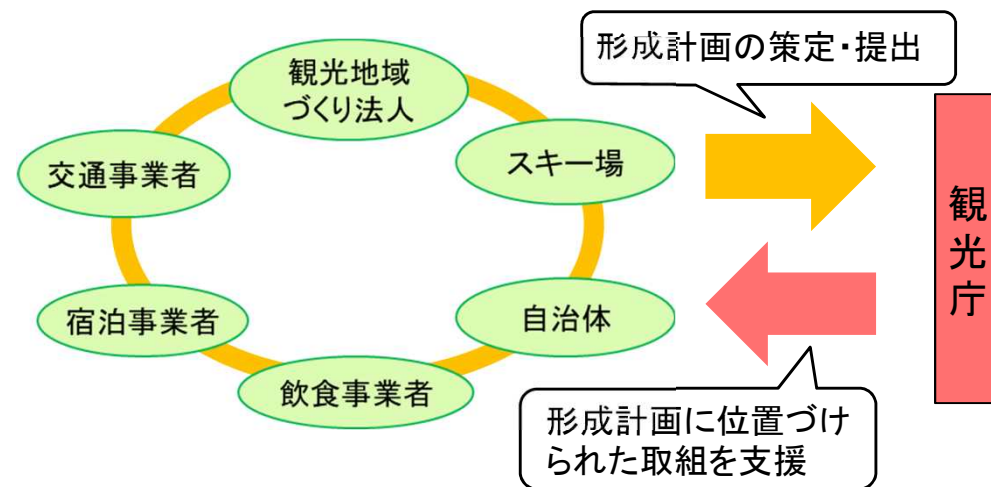 形成計画の策定・提出
観光地域
づくり法人
スキー場
交通事業者
宿泊事業者
自治体
飲食事業者
観光庁
形成計画に位置づけ
られた取組を支援